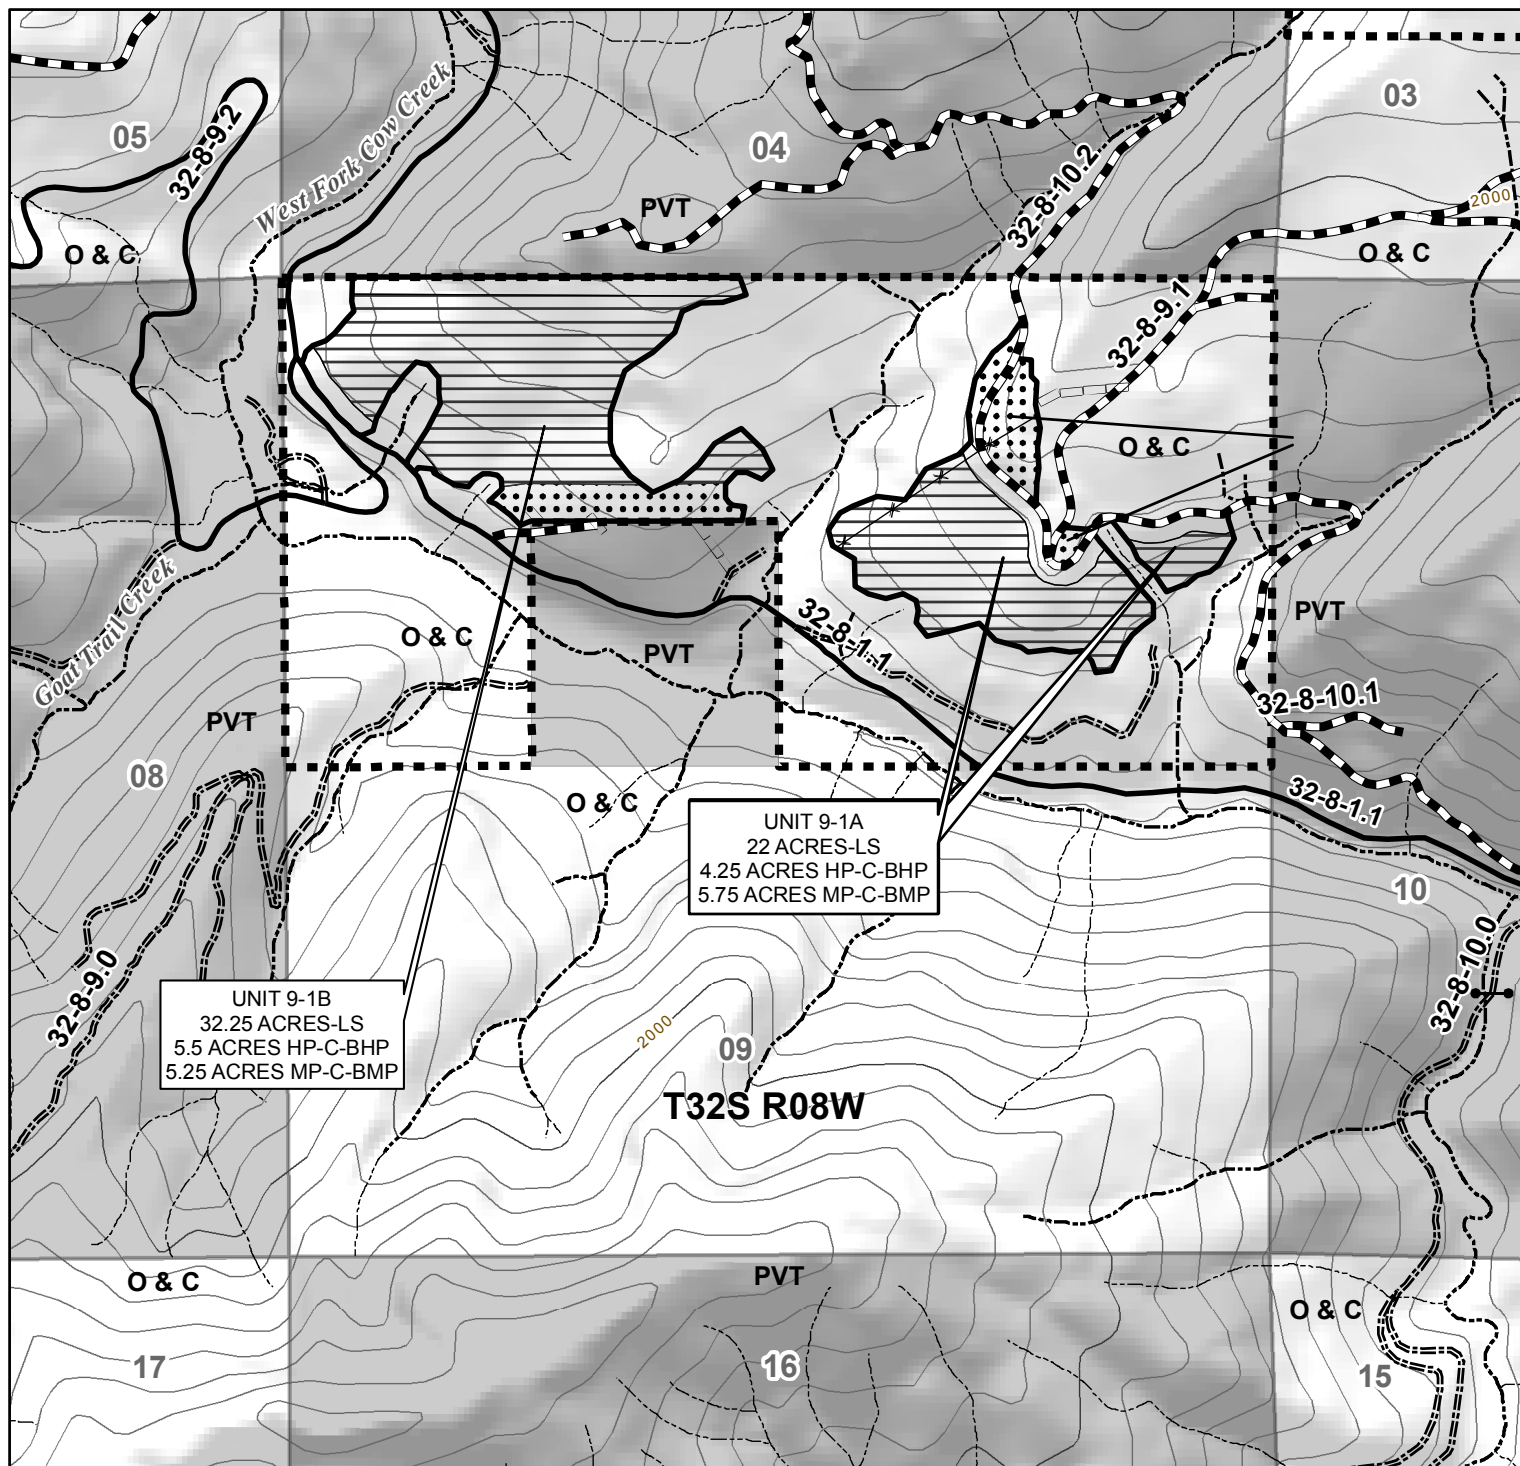 03
05
04
32-8-9.2
West Fork Cow Creek
32-8-10.2
PVT
2000
O & C
O & C
32-8-9.1
O & C
Goat Trail Creek
32-8-1.1
O & C
PVT
PVT
32-8-10.1
PVT
08
32-8-1.1
O & C
UNIT 9-1A
22 ACRES-LS
4.25 ACRES HP-C-BHP
5.75 ACRES MP-C-BMP
10
32-8-9.0
32-8-10.0
UNIT 9-1B
32.25 ACRES-LS
5.5 ACRES HP-C-BHP
5.25 ACRES MP-C-BMP
2000
09
T32S R08W
O & C
PVT
O & C
17
16
15